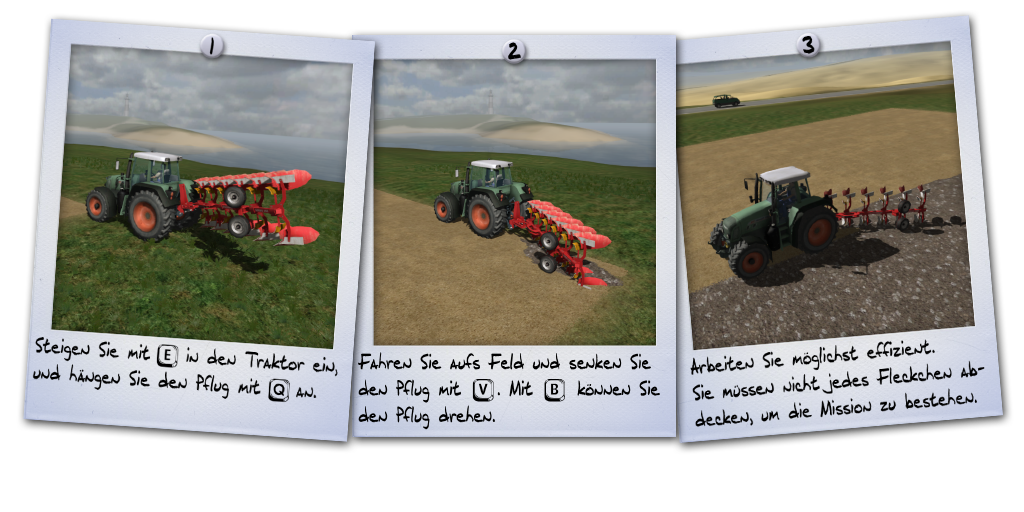 1
Steigen Sie mit E in den Traktor ein,
und hängen Sie den Pflug mit Q an.
2
Fahren Sie aufs Feld und senken Sie
den Pflug mit V. Mit B können Sie
den Pflug drehen.
3
Arbeiten Sie möglichst effizient.
Sie müssen nicht jedes Fleckchen ab-
decken, um die Mission zu bestehen.